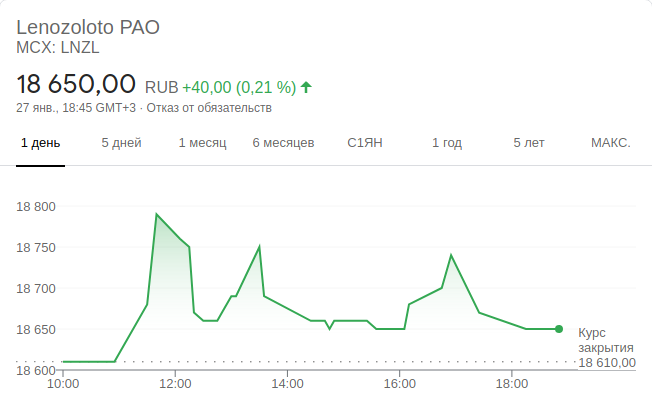 Lenozoloto PAO
MCX: LNZL
18 650,00 RUB +40,00 (0,21 %)
27 янв., 18:45 GMT+3 · Отказ от обязательств
1 день 5 дней 1 месяц 6 месяцев С1ЯН 1 год 5 лет МАКС.
18 800
18 750
18 700
18 650
Курс
закрытия
18 610,00
18 600
10:00 12:00 14:00 16:00 18:00